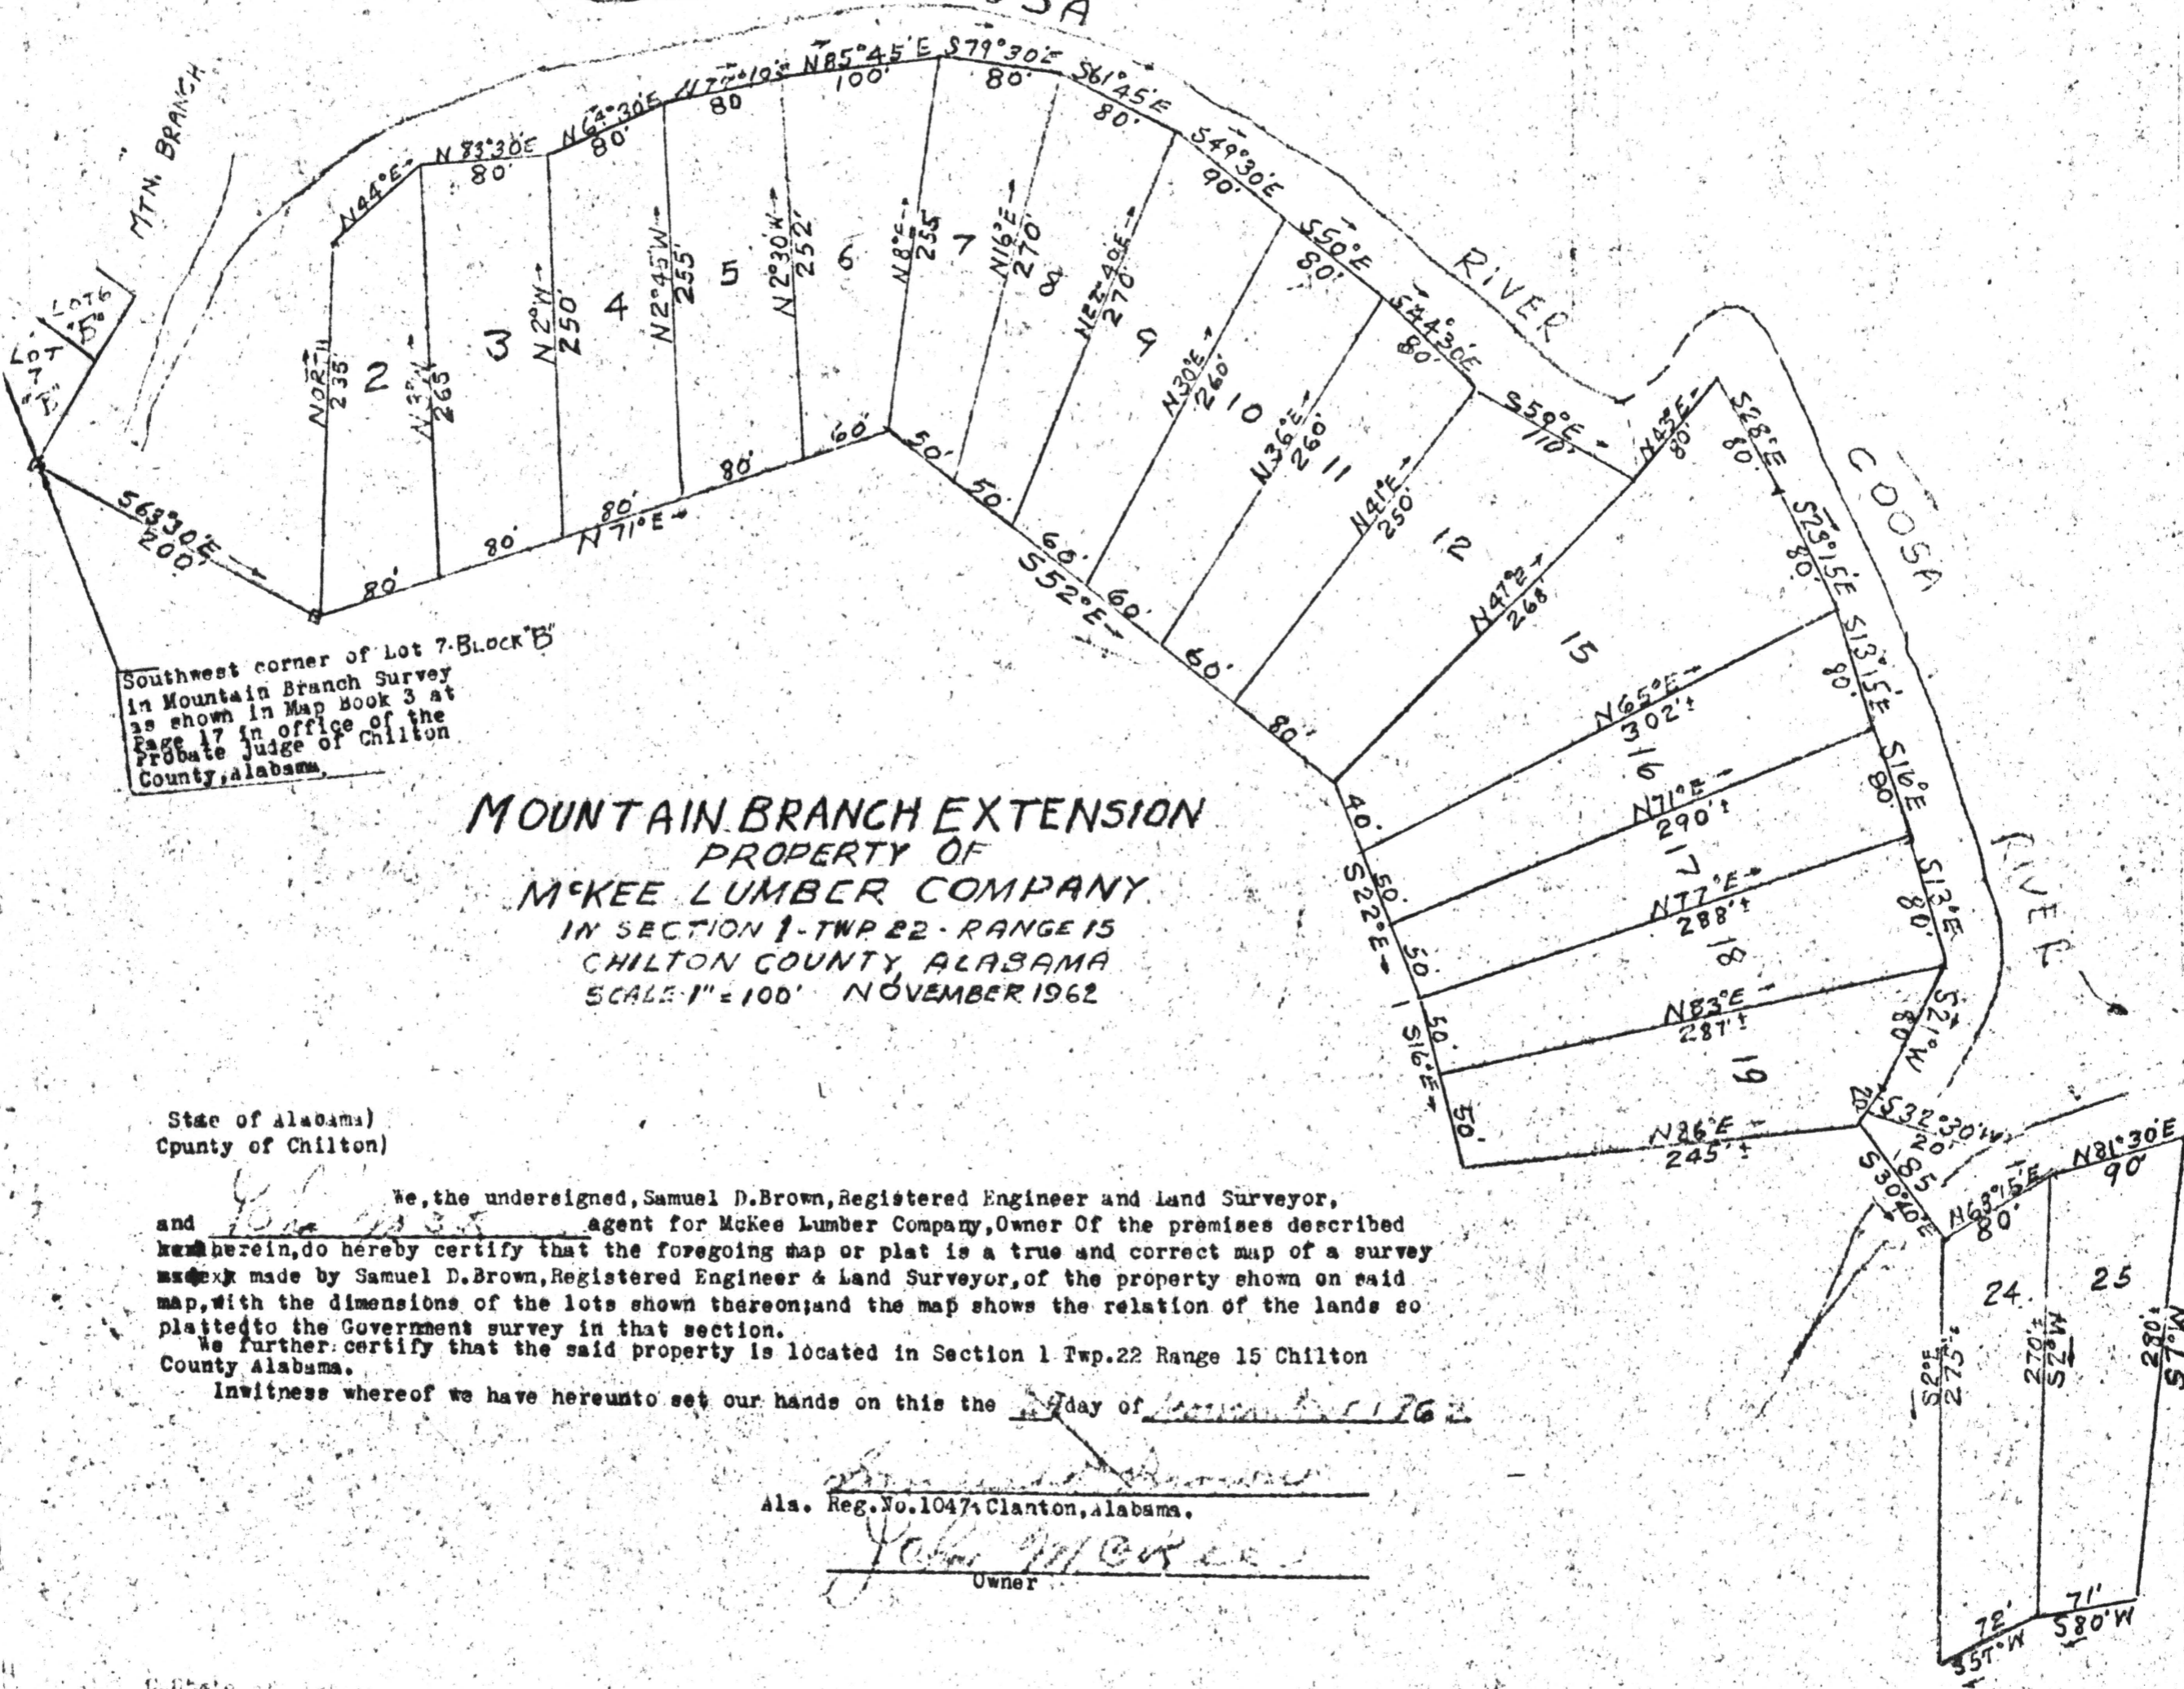 MTN. BRANCH
N44°E
N 83°30'E
80'
N64°30'E
80'
80
N85°45'E
100'
S79°30'E
80'
S61°45'E
80'
S49°30'E
90'
S50°E
80'
S44°30'E
80'
S59°E
110'
N43°E
80'
S28°E
80'
S23°15'E
80'
S13°15'E
80'
S16°E
80'
S13°E
80'
S21°W
80'
20'
S32°30'W
20'
85'
S30°40'E
RIVER
COOSA
RIVER
LOT 6
LOT 7
S63°30'E
200'
NORTH
235'
2
265'
3
N2°W
250'
4
N2°45'W
255'
5
N2°30'W
252'
6
N8°E
255'
7
N16°E
270'
8
270'
9
N30°E
260'
10
N36°E
260'
11
N41°E
250'
12
N47°E
268'
15
N65°E
302'±
16
N71°E
290'±
17
N77°E
288'±
18
N83°E
287'±
19
N86°E
245'±
80'
80'
80'
N71°E
80'
60'
50'
50'
60'
S52°E
60'
60'
80'
40'
S22°E
50'
50'
50'
S16°E
50'
N63°15'E
80'
N81°30'E
90'
24
25
S2°E
275'±
270'±
S2°W
280'±
S7°W
72'
S57°W
71'
S80°W
Southwest corner of Lot 7-BLOCK "B"
in Mountain Branch Survey
as shown in Map Book 3 at
Page 17 in office of the
Probate Judge of Chilton
County, Alabama.
MOUNTAIN BRANCH EXTENSION
PROPERTY OF
McKEE LUMBER COMPANY
IN SECTION 1-TWP 22-RANGE 15
CHILTON COUNTY, ALABAMA
SCALE 1"=100' NOVEMBER 1962
Stae of Alabama)
Cpunty of Chilton)
We,the undersigned,Samuel D.Brown,Registered Engineer and Land Surveyor,
and agent for McKee Lumber Company,Owner Of the premises described
herein,do hereby certify that the foregoing map or plat is a true and correct map of a survey
made by Samuel D.Brown,Registered Engineer & Land Surveyor,of the property shown on said
map,with the dimensions of the lots shown thereon;and the map shows the relation of the lands so
plattedto the Government survey in that section.
We further certify that the said property is located in Section 1 Twp.22 Range 15 Chilton
County Alabama.
Inwitness whereof we have hereunto set our hands on this the day of 1962
Ala. Reg.No.1047, Clanton,Alabama.
John McKee
Owner